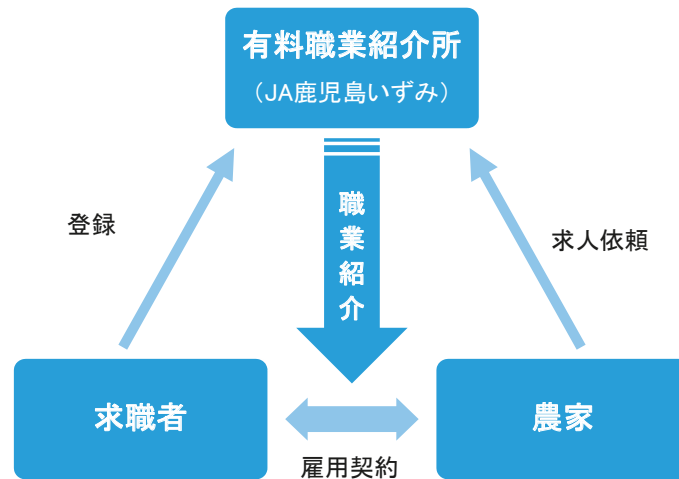 有料職業紹介所
（JA鹿児島いずみ）
登録
職業紹介
求人依頼
求職者
農家
雇用契約